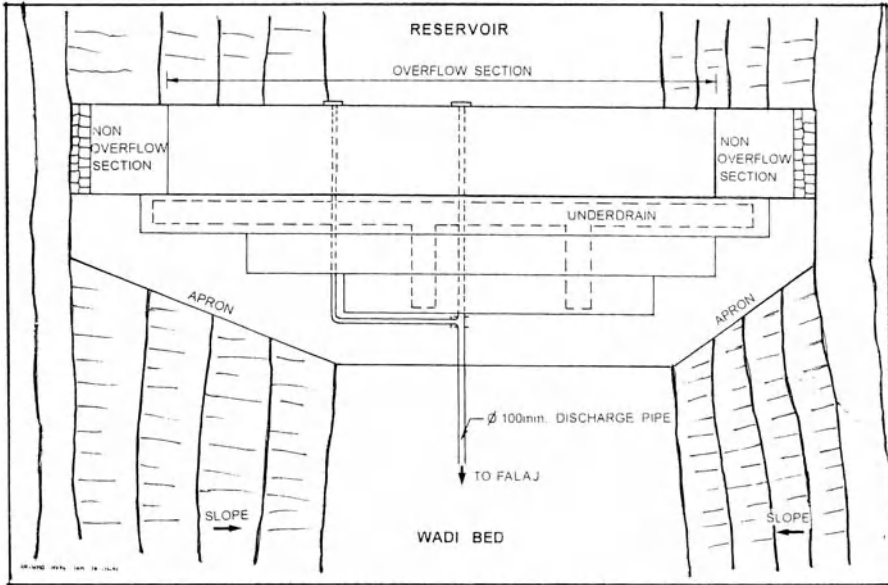 RESERVOIR
OVERFLOW SECTION
NON
OVERFLOW
SECTION
NON
OVERFLOW
SECTION
UNDERDRAIN
APRON
APRON
Ø 100mm. DISCHARGE PIPE
TO FALAJ
SLOPE
SLOPE
WADI BED